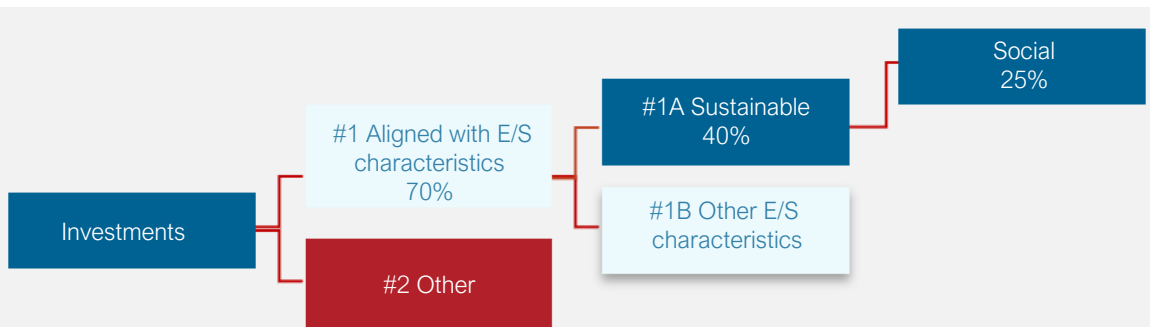 Investments
#1 Aligned with E/S
characteristics
70%
#2 Other
#1A Sustainable
40%
#1B Other E/S
characteristics
Social
25%